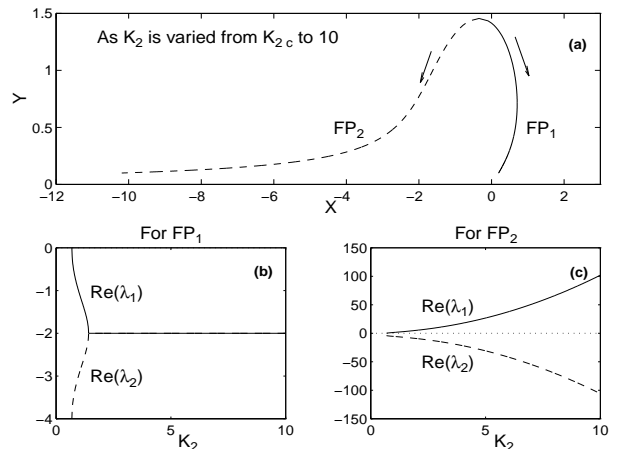 As K2 is varied from K2 c to 10
(a)
1.5
1
0.5
0
Y
FP2
FP1
−12 −10 −8 −6 −4 −2 0 2
X
For FP1
(b)
0
−1
−2
−3
−4
Re(λ1)
Re(λ2)
0 5 10
K2
For FP2
(c)
150
100
50
0
−50
−100
−150
Re(λ1)
Re(λ2)
0 5 10
K2